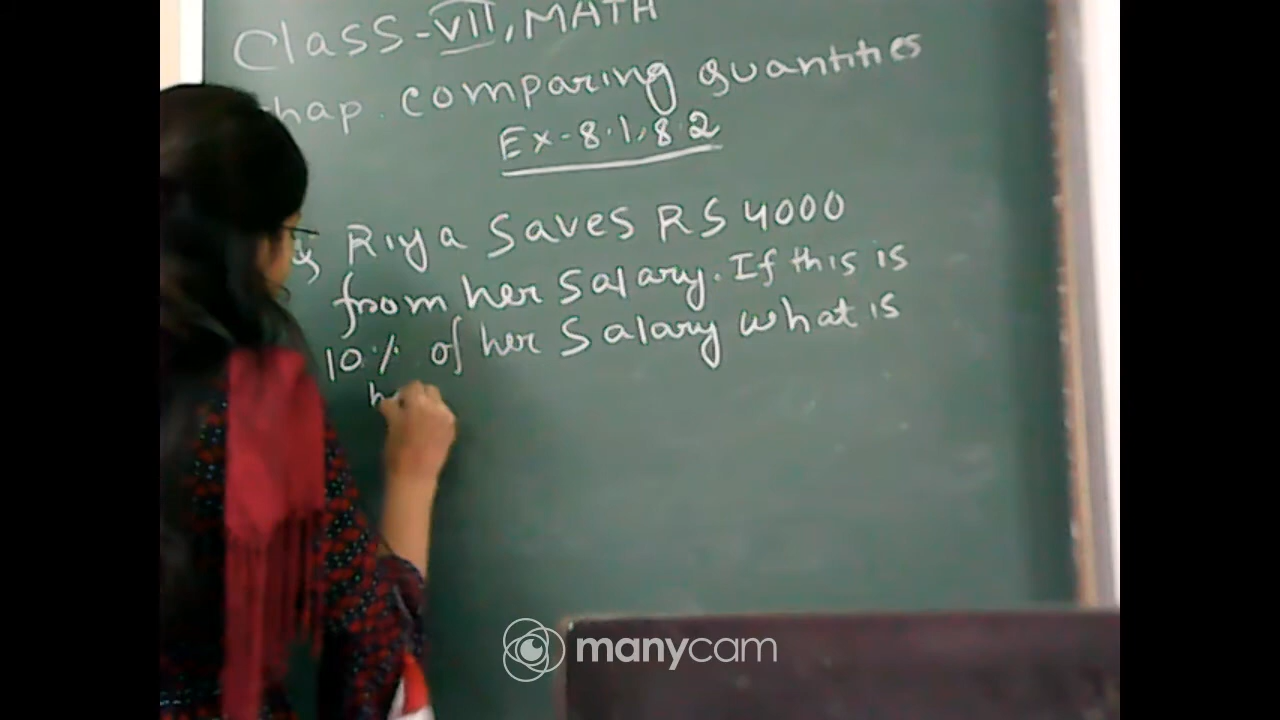 Class-VII, MATH
chap. comparing quantities
Ex-8.1,8.2
Riya Saves RS 4000
from her Salary. If this is
10% of her Salary what is
manycam